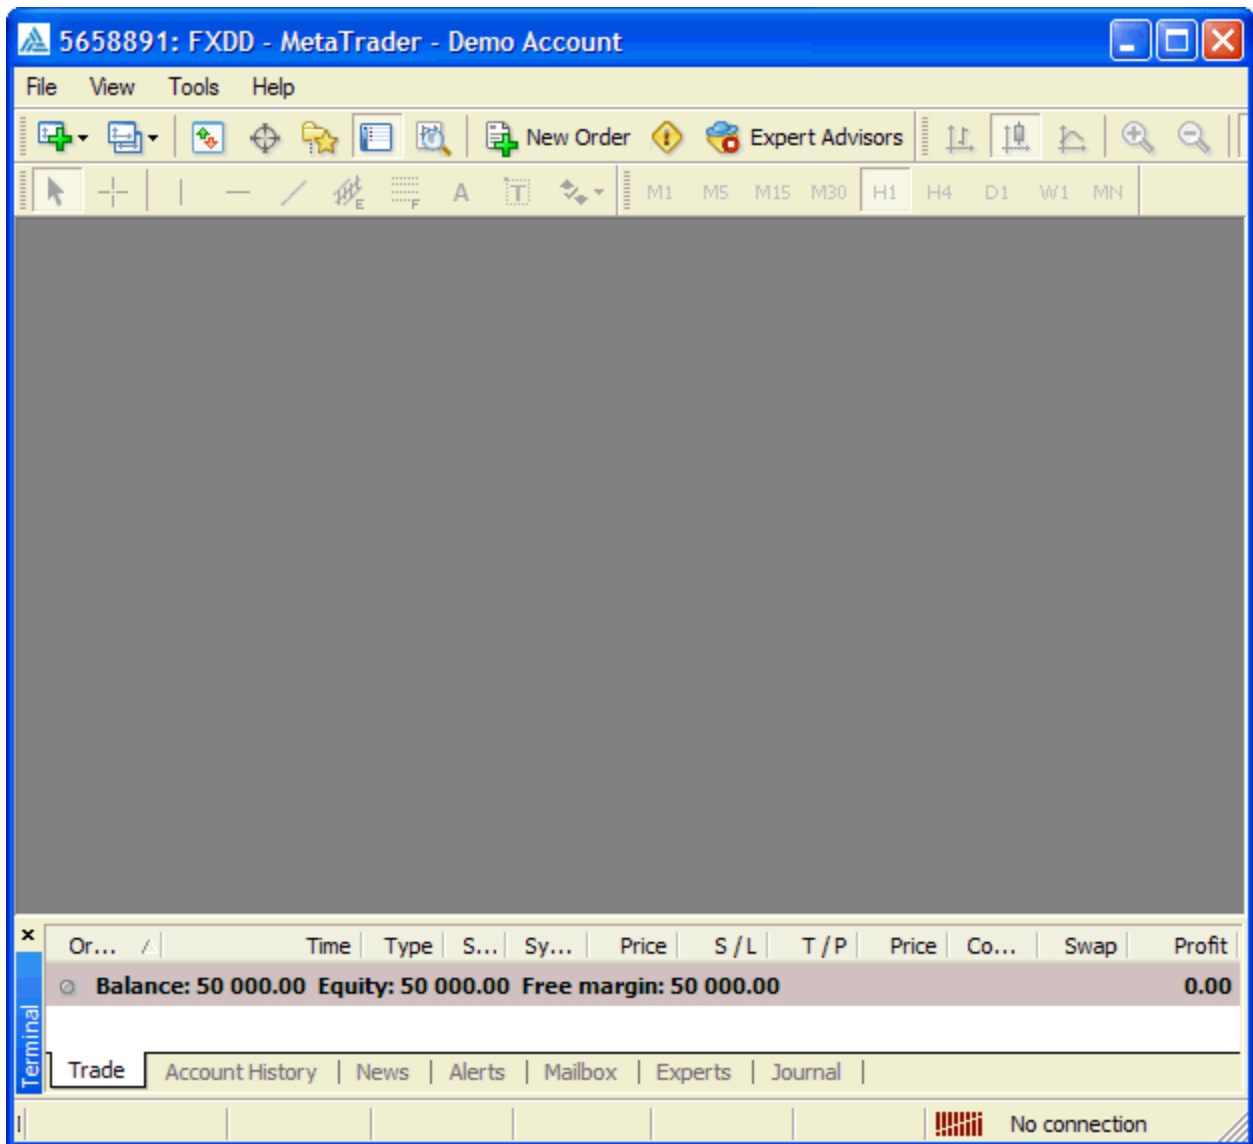 5658891: FXDD - MetaTrader - Demo Account
File View Tools Help
New Order Expert Advisors
E F A T M1 M5 M15 M30 H1 H4 D1 W1 MN
Or... Time Type S... Sy... Price S / L T / P Price Co... Swap Profit
Balance: 50 000.00 Equity: 50 000.00 Free margin: 50 000.00 0.00
Terminal
Trade Account History News Alerts Mailbox Experts Journal
No connection